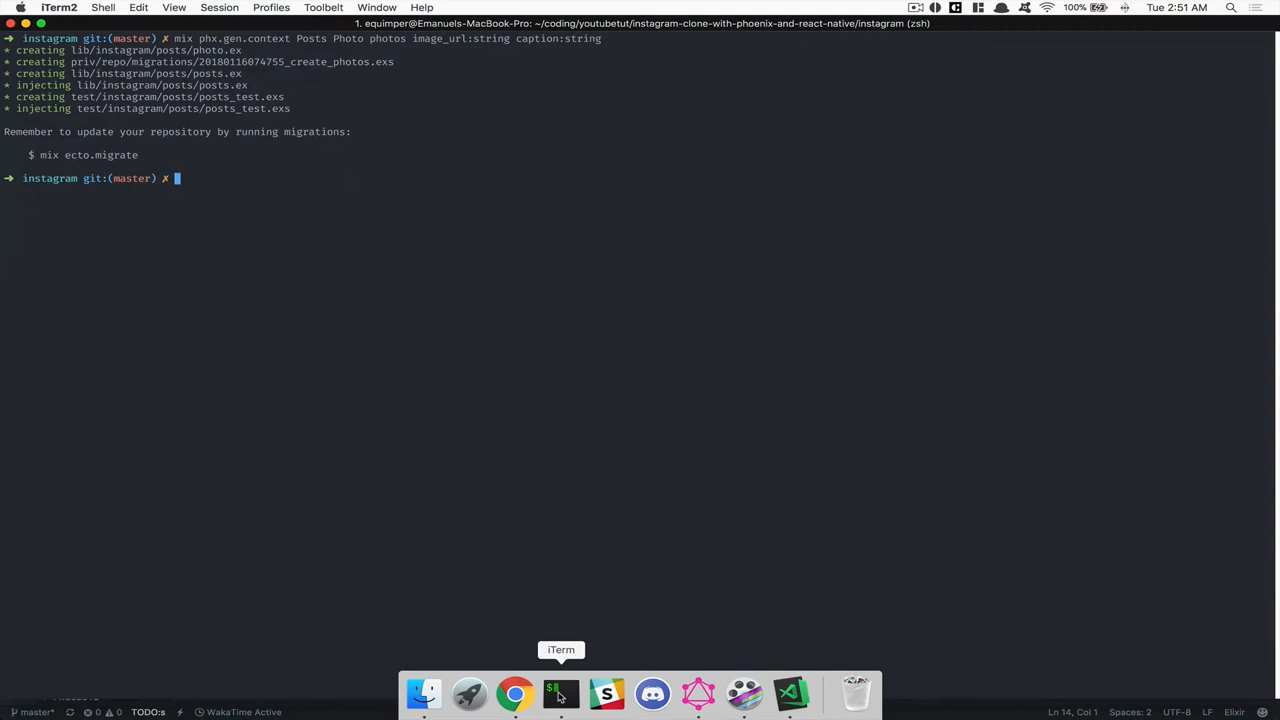 iTerm2 Shell Edit View Session Profiles Toolbelt Window Help 100% Tue 2:51 AM
1. equimper@Emanuels-MacBook-Pro: ~/coding/youtubetut/instagram-clone-with-phoenix-and-react-native/instagram (zsh)
➜ instagram git:(master) ✗ mix phx.gen.context Posts Photo photos image_url:string caption:string
* creating lib/instagram/posts/photo.ex
* creating priv/repo/migrations/20180116074755_create_photos.exs
* creating lib/instagram/posts/posts.ex
* injecting lib/instagram/posts/posts.ex
* creating test/instagram/posts/posts_test.exs
* injecting test/instagram/posts/posts_test.exs
Remember to update your repository by running migrations:
$ mix ecto.migrate
➜ instagram git:(master) ✗
iTerm
master* 0 0 TODO:s WakaTime Active Ln 14, Col 1 Spaces: 2 UTF-8 LF Elixir